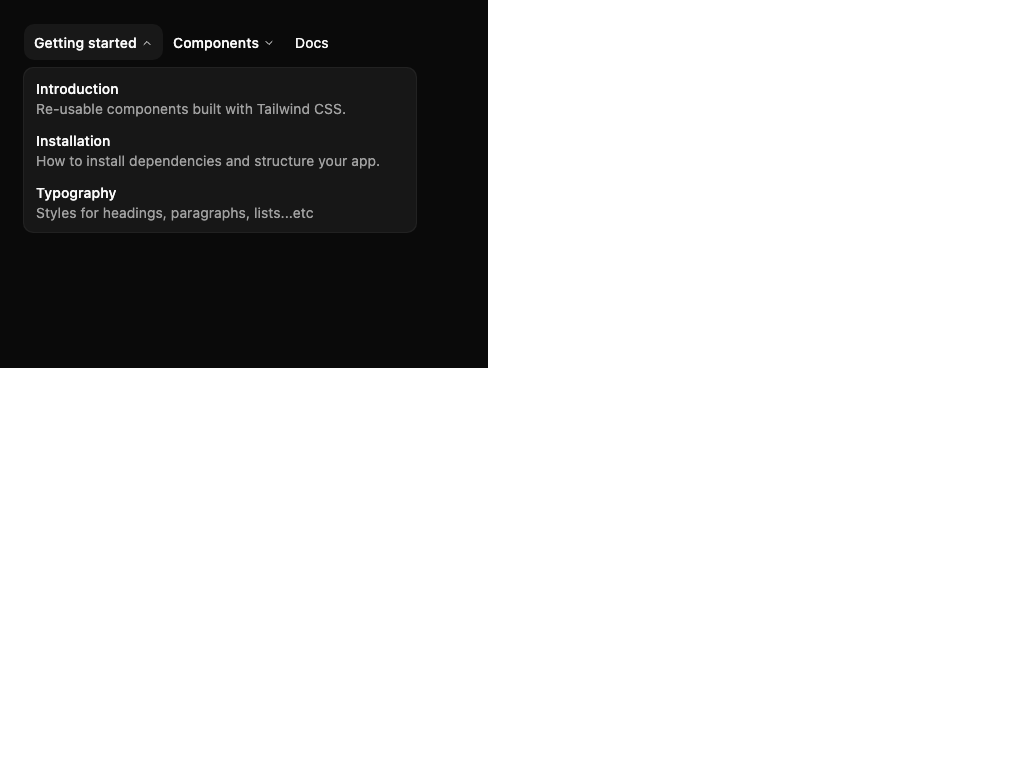 Getting started Components Docs
Introduction
Re-usable components built with Tailwind CSS.
Installation
How to install dependencies and structure your app.
Typography
Styles for headings, paragraphs, lists...etc